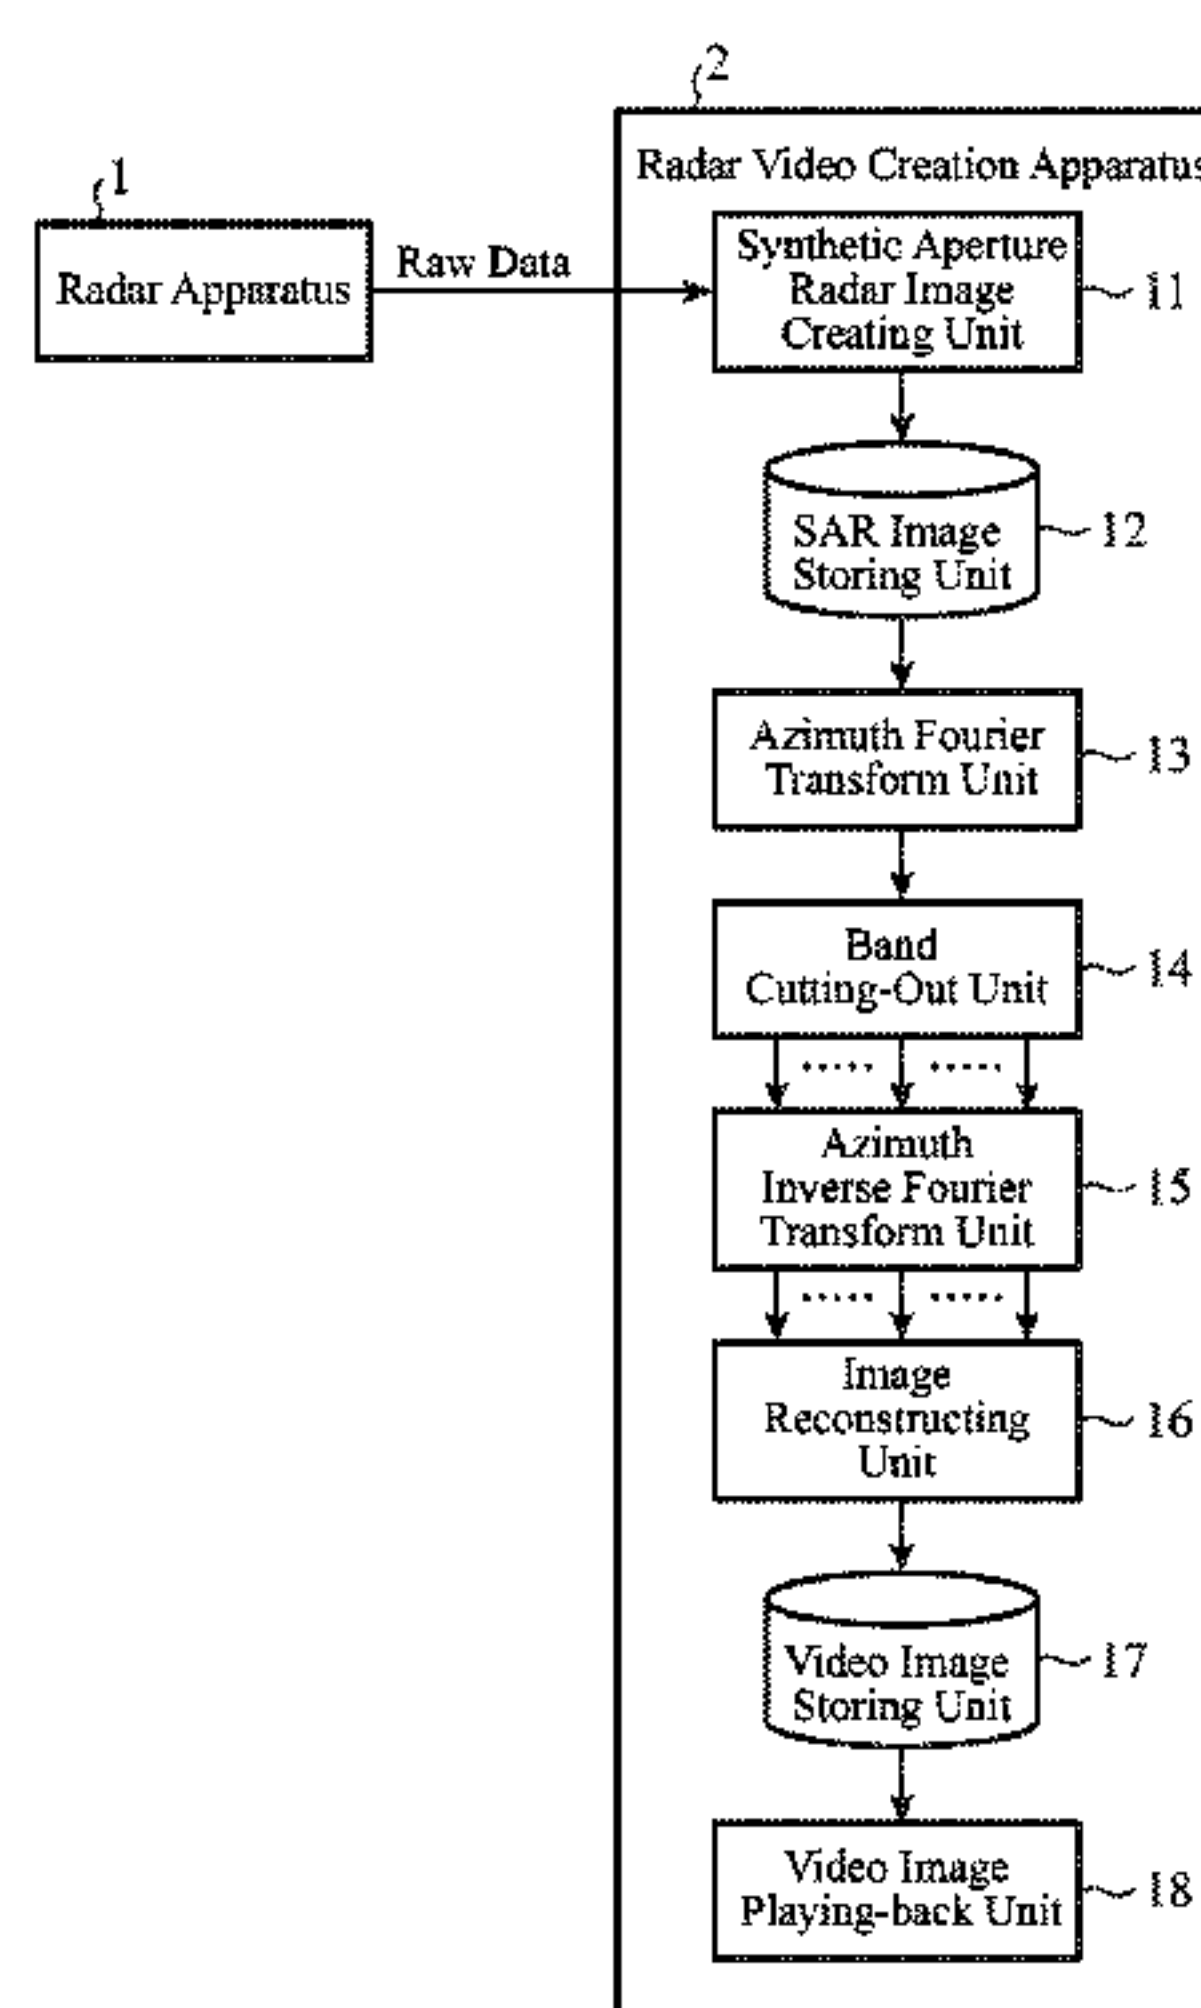 2
Radar Video Creation Apparatus
1
Radar Apparatus
Raw Data
Synthetic Aperture
Radar Image
Creating Unit
11
SAR Image
Storing Unit
12
Azimuth Fourier
Transform Unit
13
Band
Cutting-Out Unit
14
Azimuth
Inverse Fourier
Transform Unit
15
Image
Reconstructing
Unit
16
Video Image
Storing Unit
17
Video Image
Playing-back Unit
18